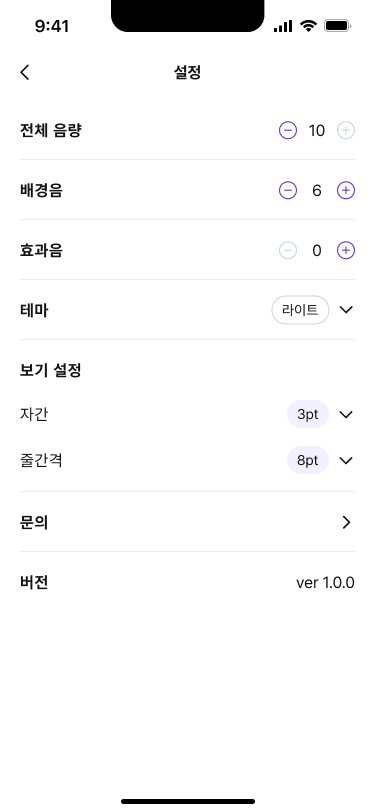 9:41
설정
전체 음량 10
배경음 6
효과음 0
테마 라이트
보기 설정
자간 3pt
줄간격 8pt
문의
버전 ver 1.0.0